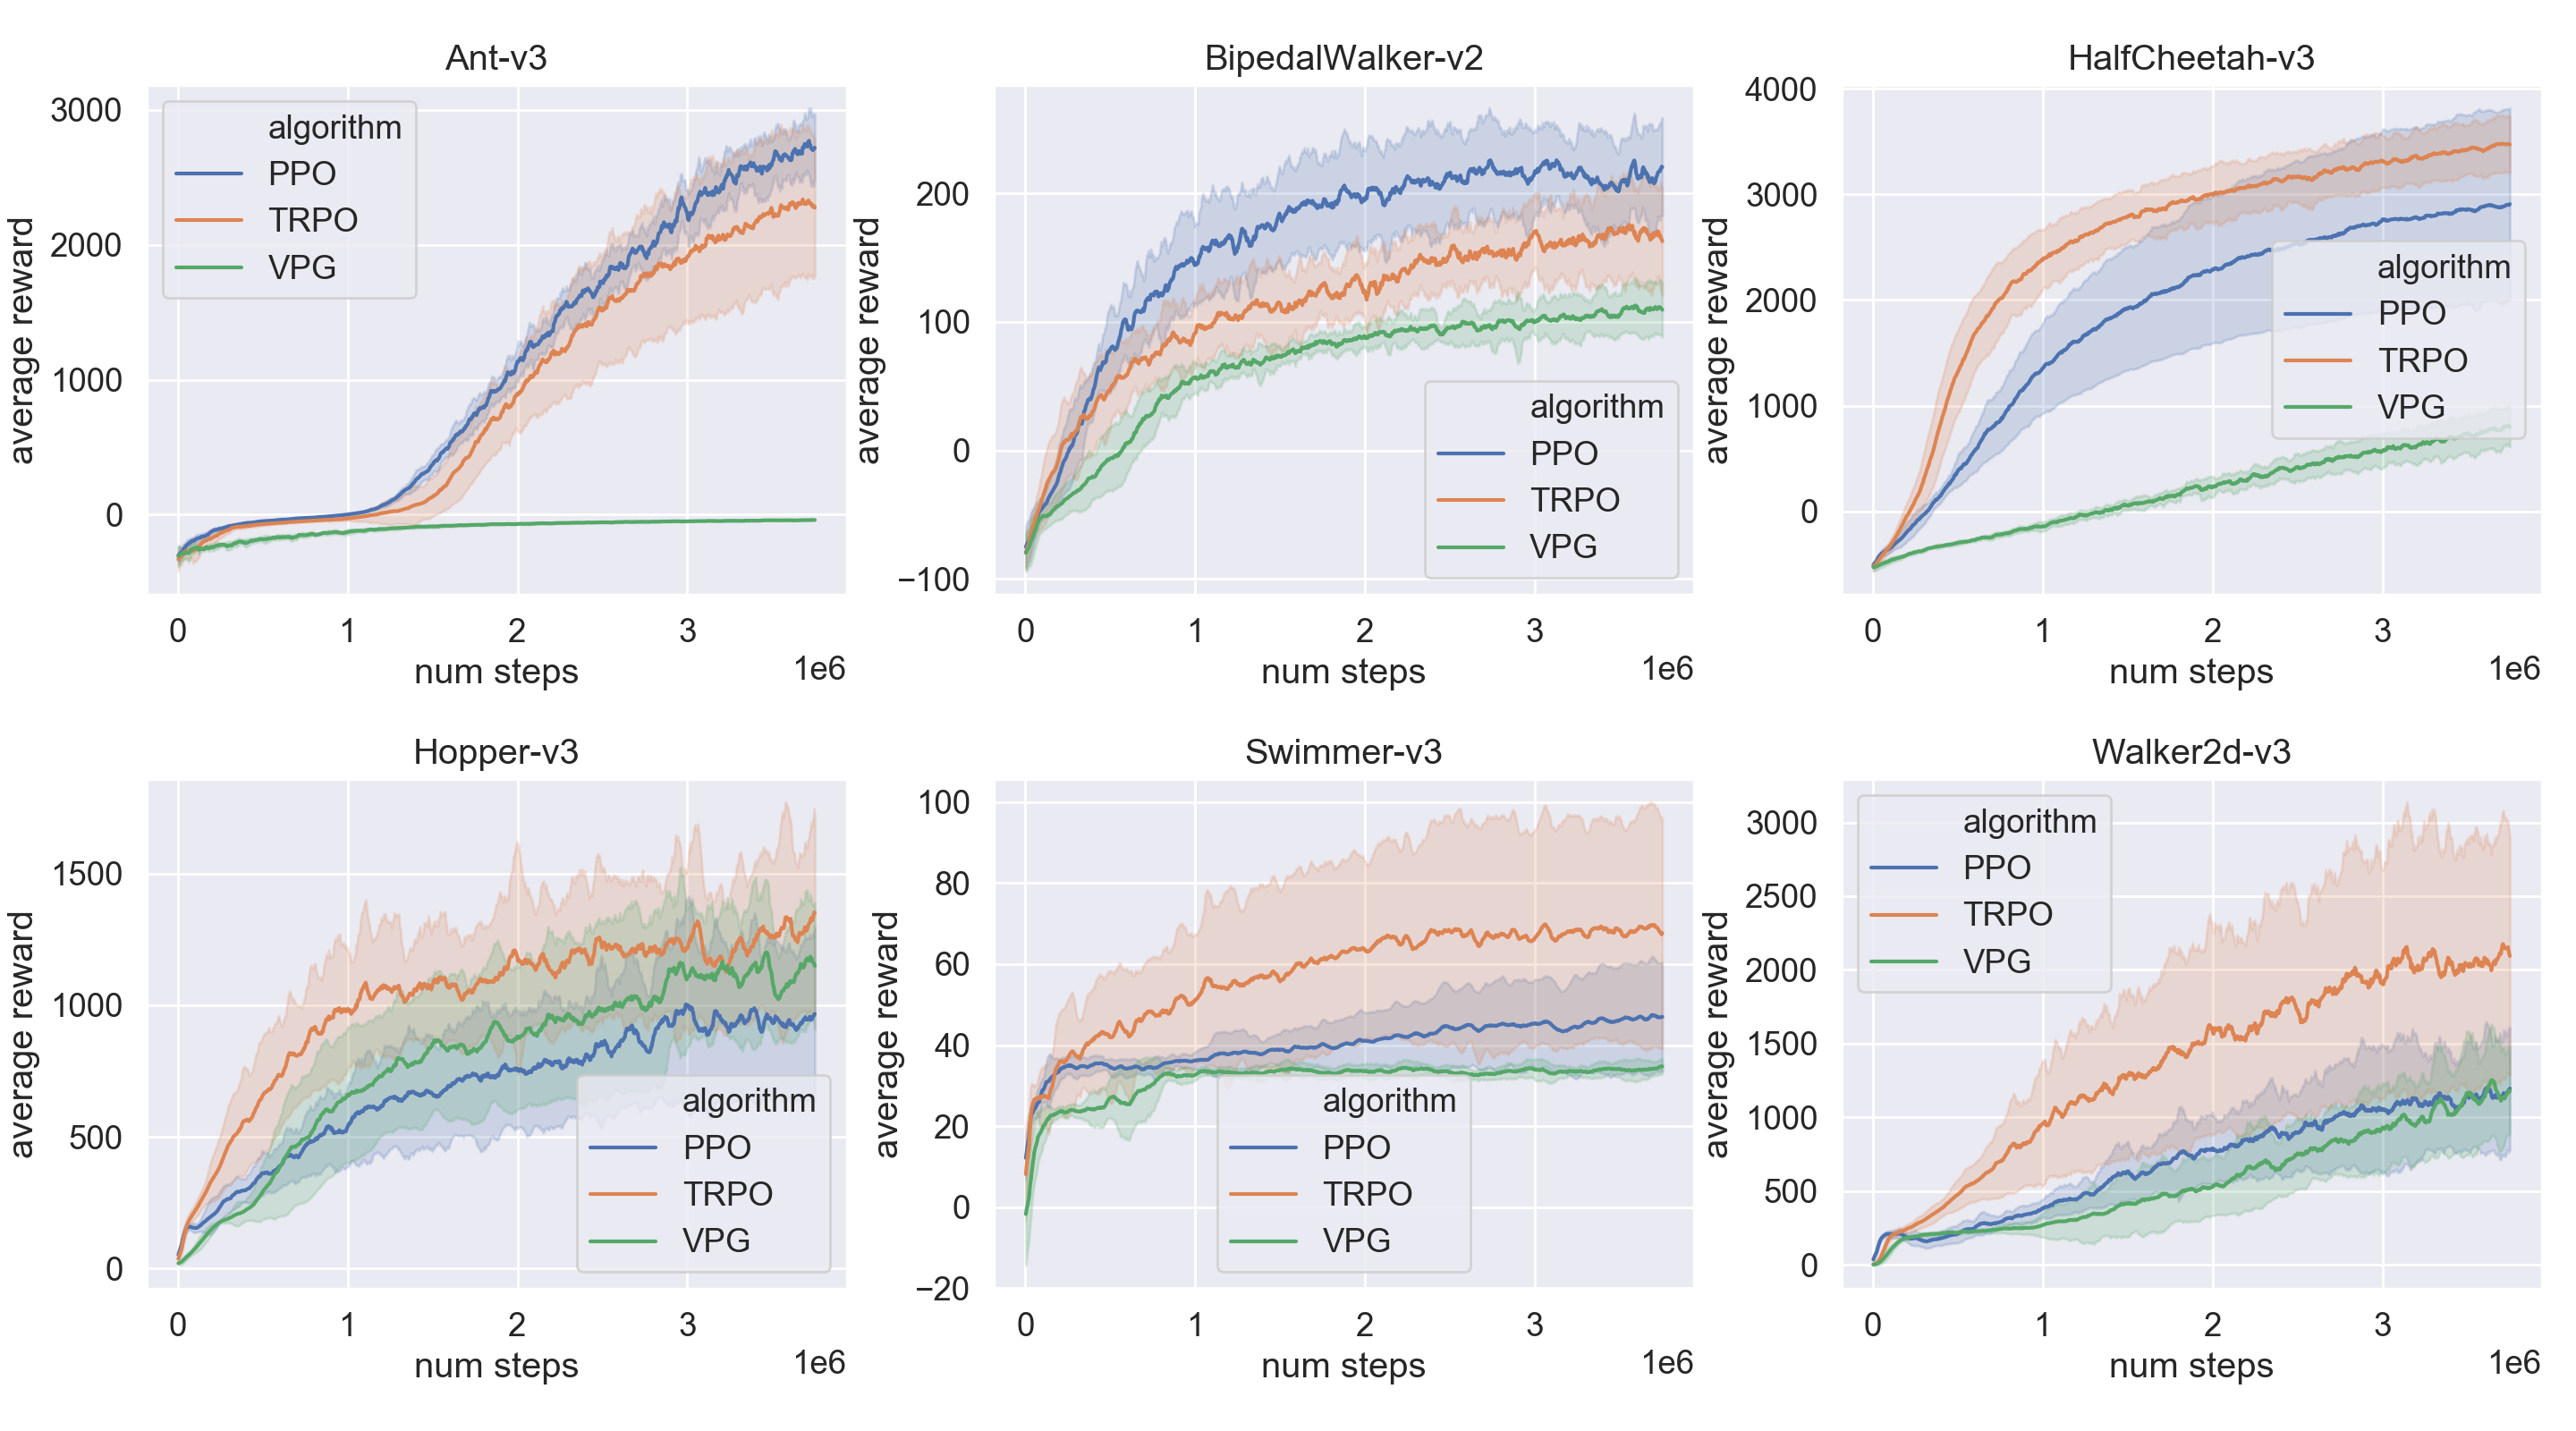 Ant-v3
3000
2000
1000
0
average reward
algorithm
PPO
TRPO
VPG
0
1
2
3
1e6
num steps
BipedalWalker-v2
200
100
0
−100
average reward
algorithm
PPO
TRPO
VPG
0
1
2
3
1e6
num steps
HalfCheetah-v3
4000
3000
2000
1000
0
average reward
algorithm
PPO
TRPO
VPG
0
1
2
3
1e6
num steps
Hopper-v3
1500
1000
500
0
average reward
algorithm
PPO
TRPO
VPG
0
1
2
3
1e6
num steps
Swimmer-v3
100
80
60
40
20
0
−20
average reward
algorithm
PPO
TRPO
VPG
0
1
2
3
1e6
num steps
Walker2d-v3
3000
2500
2000
1500
1000
500
0
average reward
algorithm
PPO
TRPO
VPG
0
1
2
3
1e6
num steps